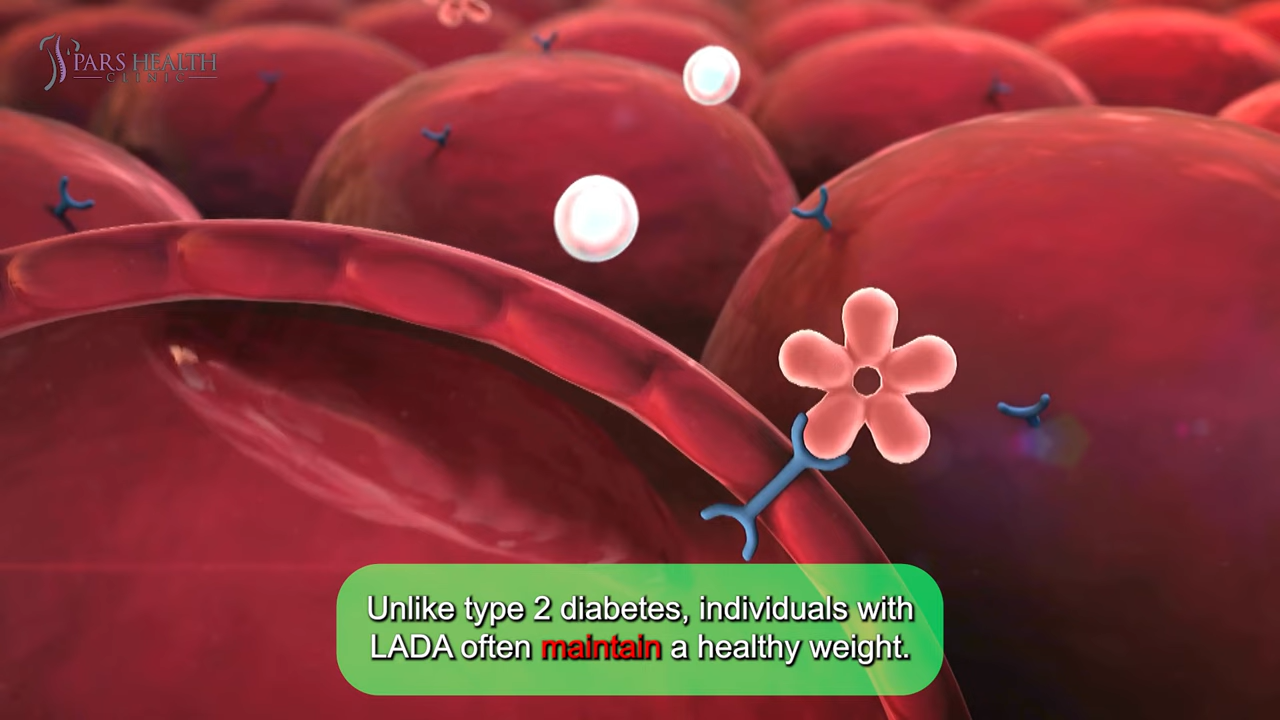 PARS HEALTH
CLINIC
Unlike type 2 diabetes, individuals with
LADA often maintain a healthy weight.